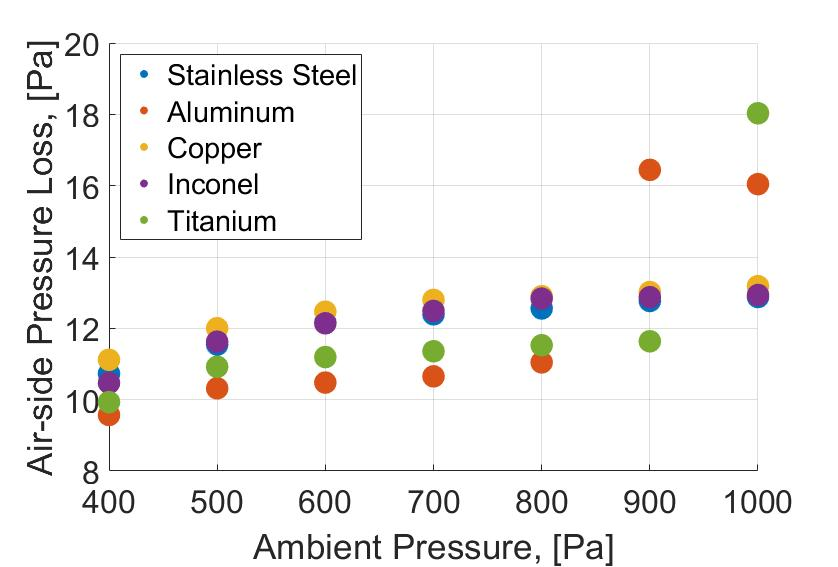 Air-side Pressure Loss, [Pa]
20
18
16
14
12
10
8
Stainless Steel
Aluminum
Copper
Inconel
Titanium
400 500 600 700 800 900 1000
Ambient Pressure, [Pa]